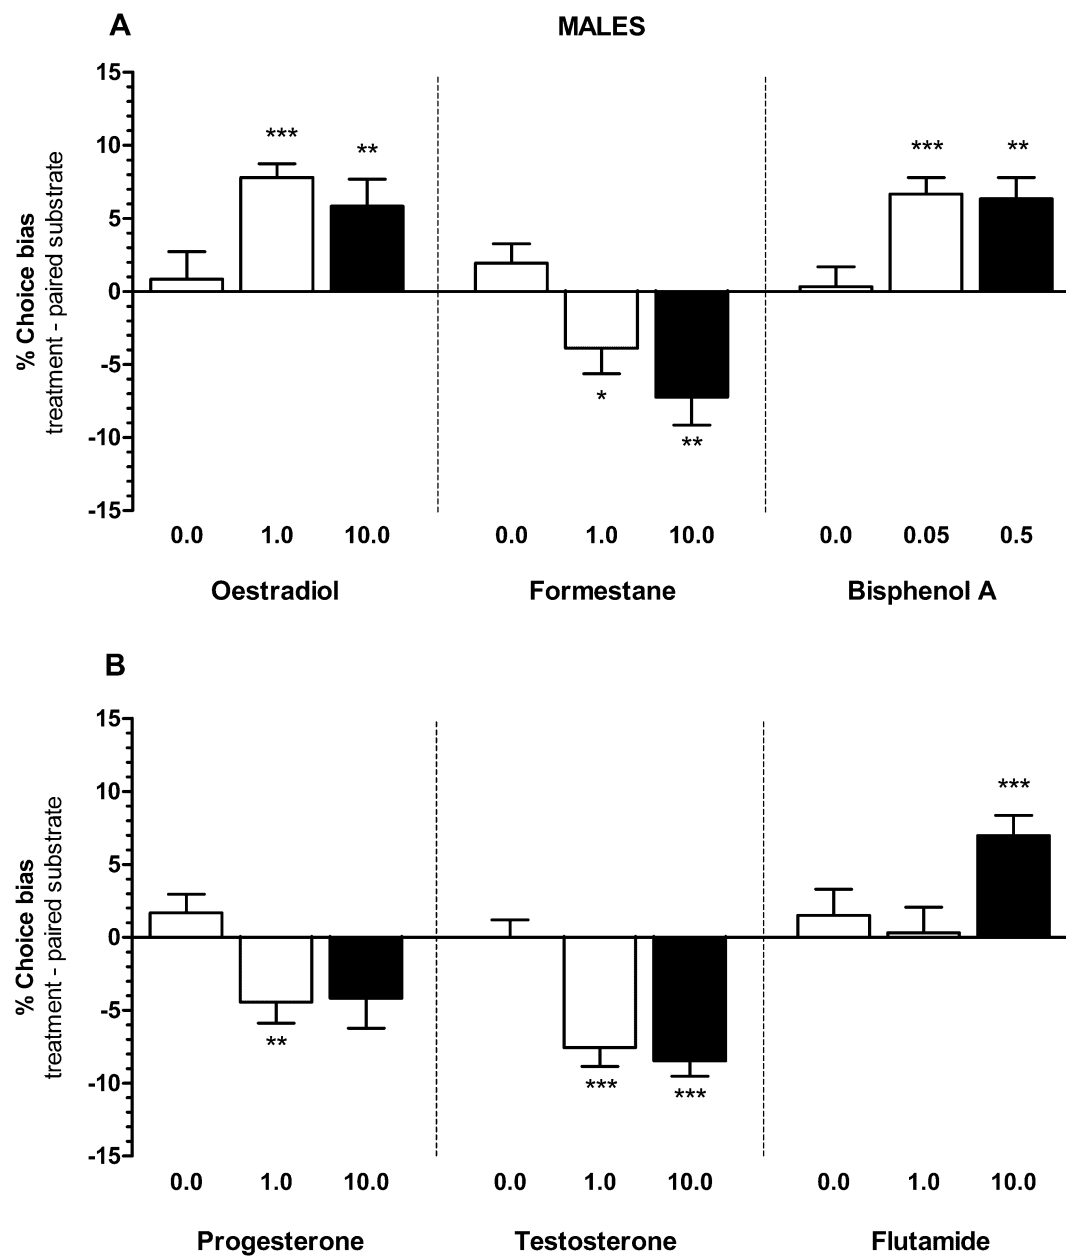 A
MALES
% Choice bias
treatment - paired substrate
15
10
5
0
-5
-10
-15
***
**
*
**
***
**
0.0 1.0 10.0 0.0 1.0 10.0 0.0 0.05 0.5
Oestradiol Formestane Bisphenol A
B
% Choice bias
treatment - paired substrate
15
10
5
0
-5
-10
-15
**
***
***
***
0.0 1.0 10.0 0.0 1.0 10.0 0.0 1.0 10.0
Progesterone Testosterone Flutamide